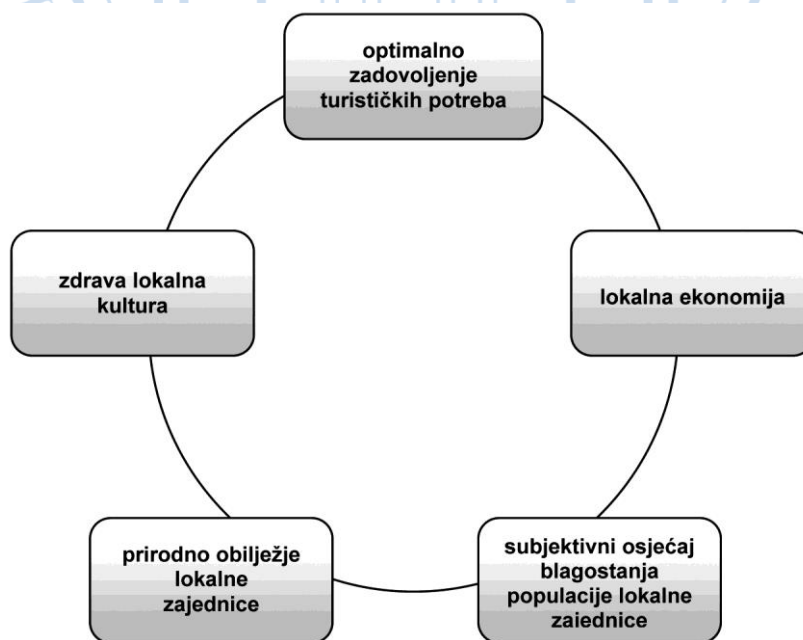 optimalno
zadovoljenje
turističkih potreba
zdrava lokalna
kultura
lokalna ekonomija
prirodno obilježje
lokalne
zajednice
subjektivni osjećaj
blagostanja
populacije lokalne
zajednice